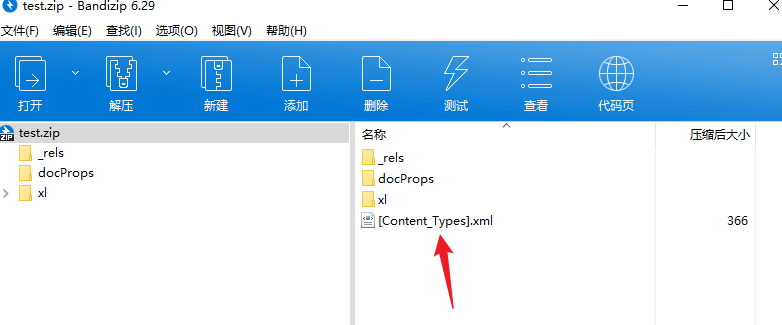 test.zip - Bandizip 6.29
文件(F) 编辑(E) 查找(I) 选项(O) 视图(V) 帮助(H)
打开 解压 新建 添加 删除 测试 查看 代码页
ZIP test.zip
_rels
docProps
xl
名称 压缩后大小
_rels
docProps
xl
[Content_Types].xml 366